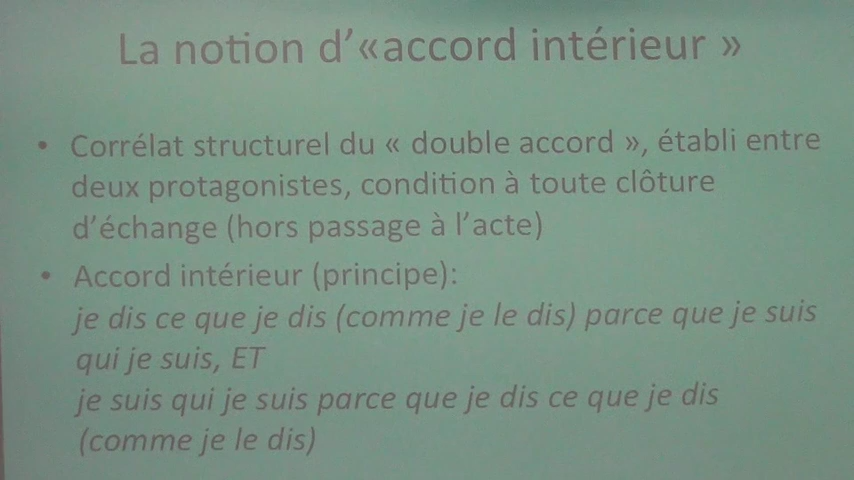 La notion d'«accord intérieur »
• Corrélat structurel du « double accord », établi entre
deux protagonistes, condition à toute clôture
d'échange (hors passage à l'acte)
• Accord intérieur (principe):
je dis ce que je dis (comme je le dis) parce que je suis
qui je suis, ET
je suis qui je suis parce que je dis ce que je dis
(comme je le dis)